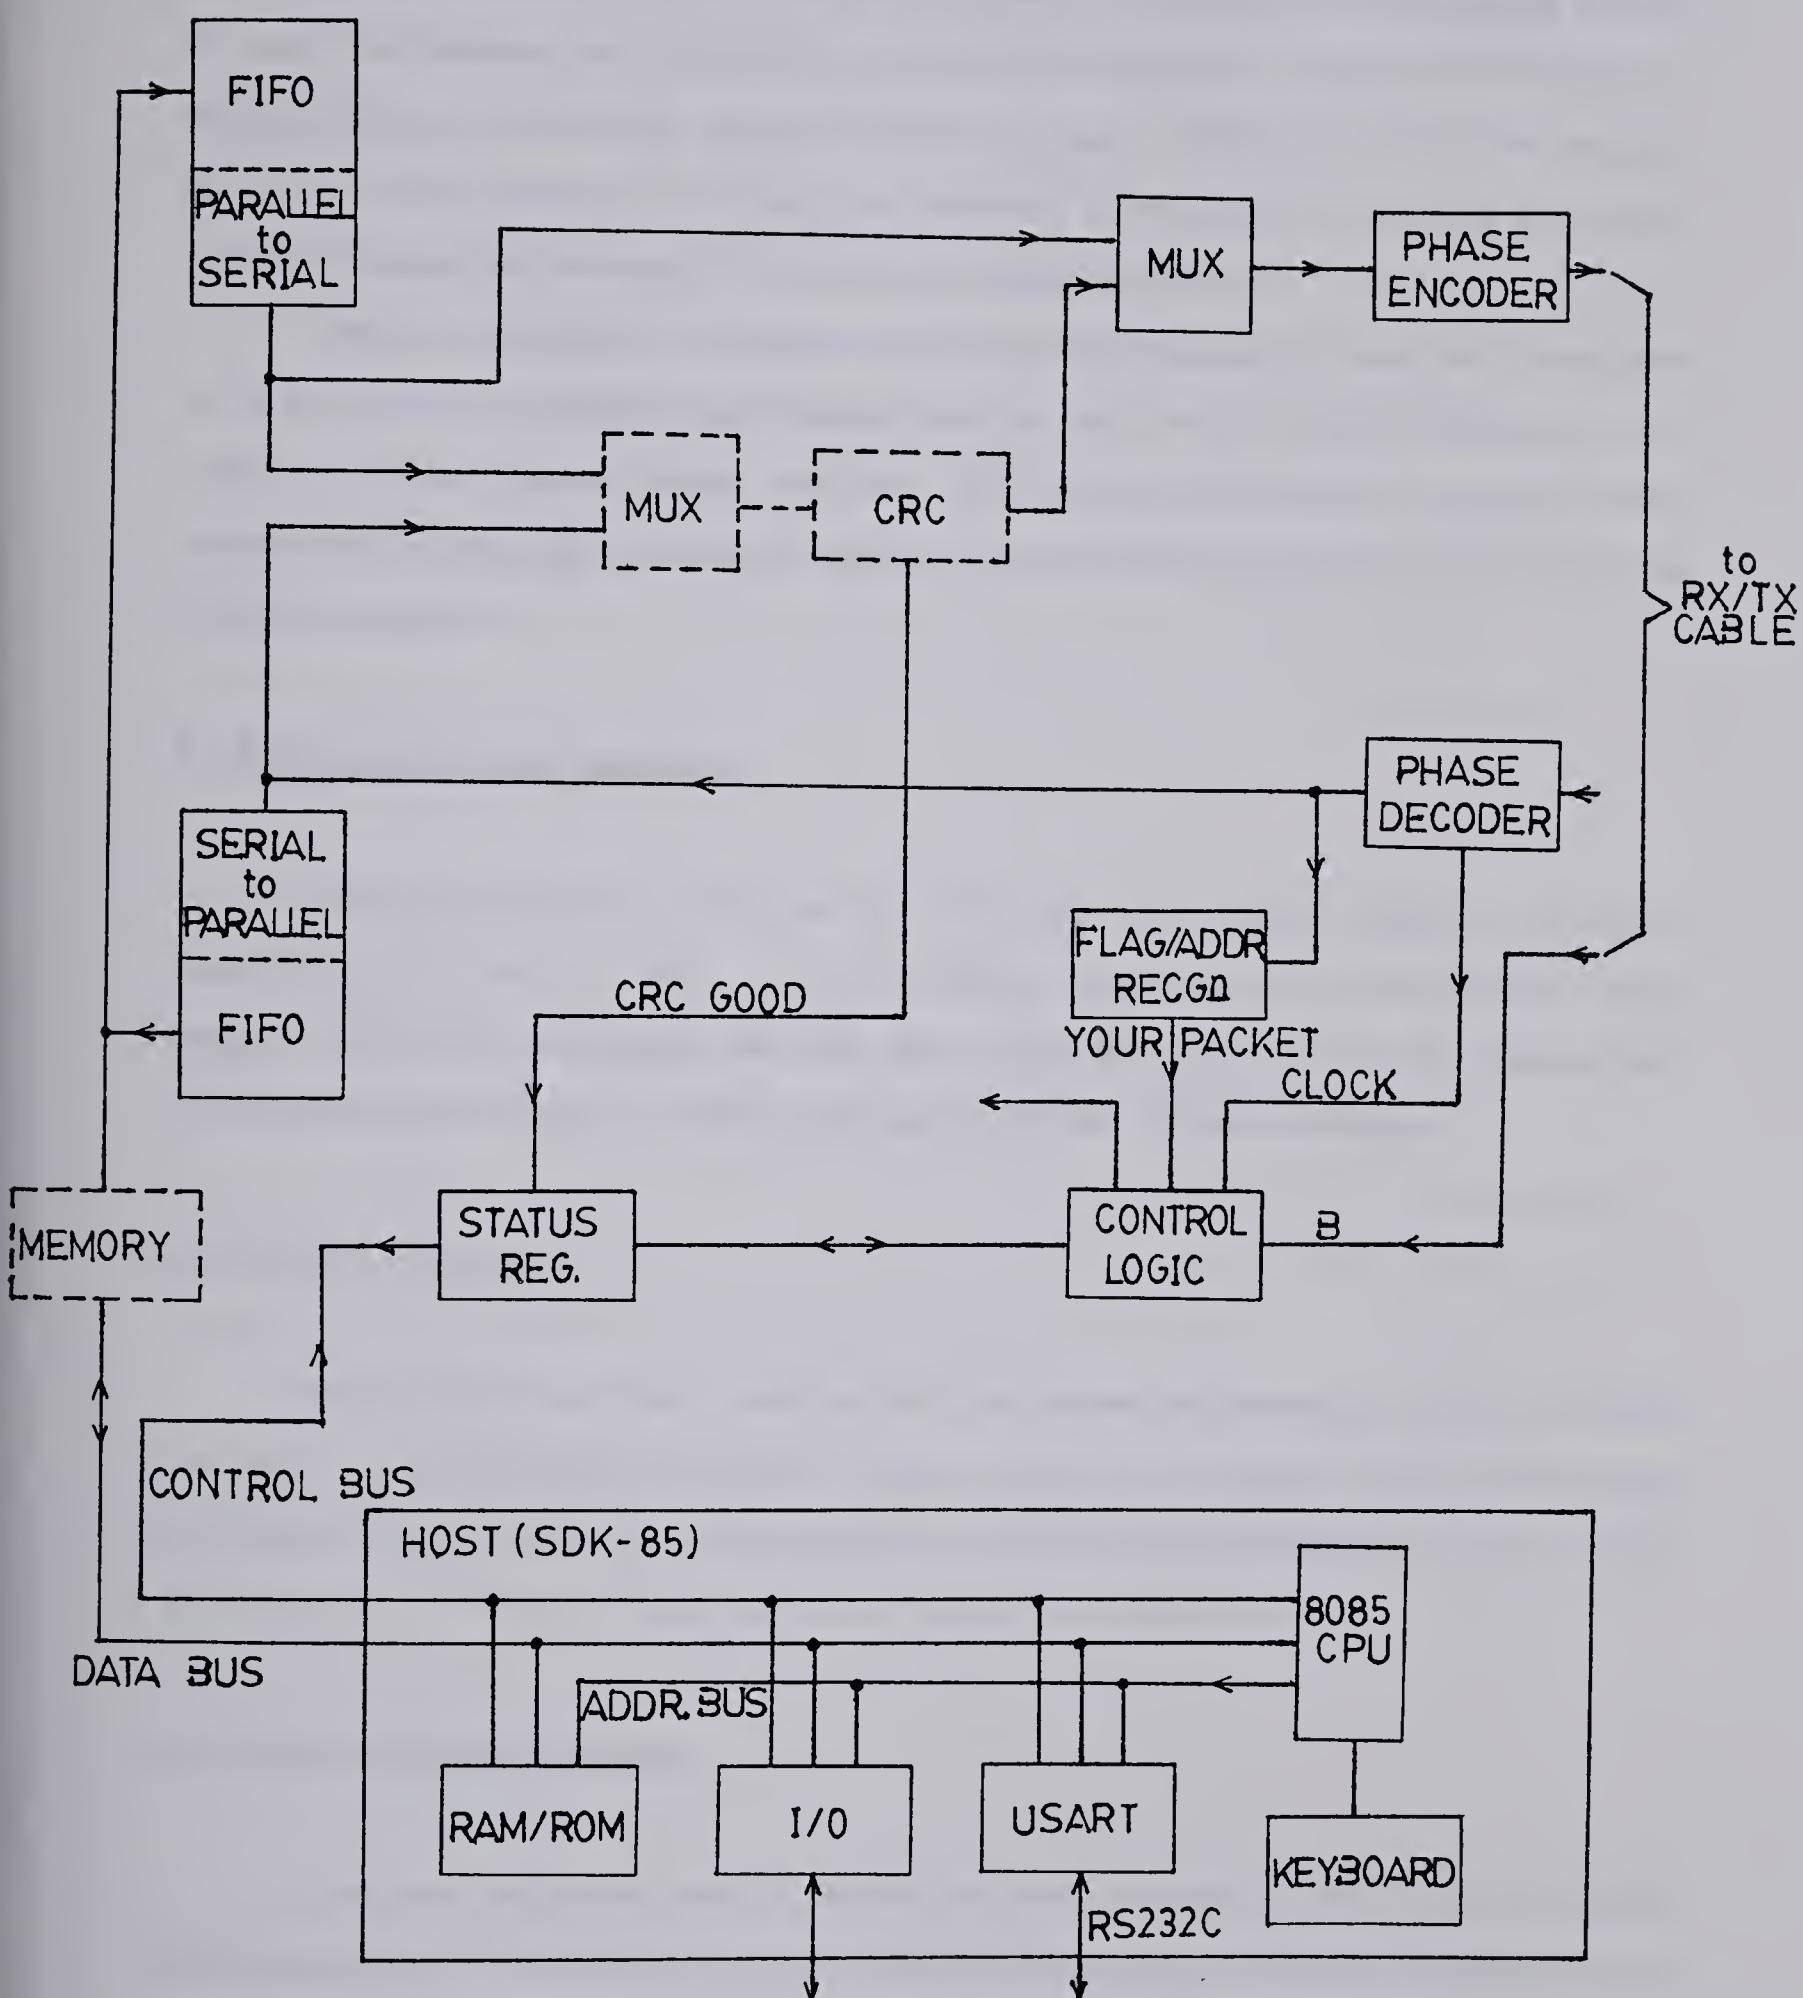 FIFO
PARALLEL
to
SERIAL
MUX
PHASE
ENCODER
MUX
CRC
to
RX/TX
CABLE
PHASE
DECODER
SERIAL
to
PARALLEL
FIFO
FLAG/ADDR
RECGn
CRC GOOD
YOUR PACKET
CLOCK
MEMORY
STATUS
REG.
CONTROL
LOGIC
B
CONTROL BUS
HOST (SDK-85)
8085
CPU
DATA BUS
ADDR. BUS
RAM/ROM
I/O
USART
KEYBOARD
RS232C